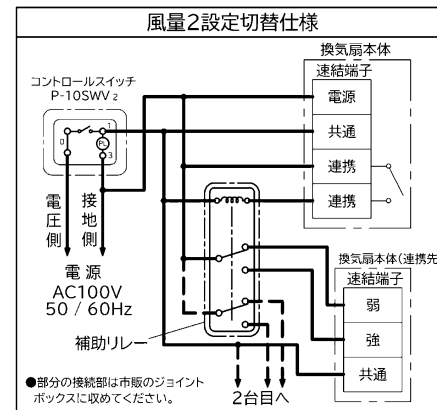 風量2設定切替仕様
換気扇本体
速結端子
電源
共通
連携
連携
コントロールスイッチ
P-10SWV₂
0
1
PL
3
電圧側
接地側
電源
AC100V
50 / 60Hz
補助リレー
換気扇本体(連携先
速結端子
弱
強
共通
●部分の接続部は市販のジョイント
ボックスに収めてください。
2台目へ